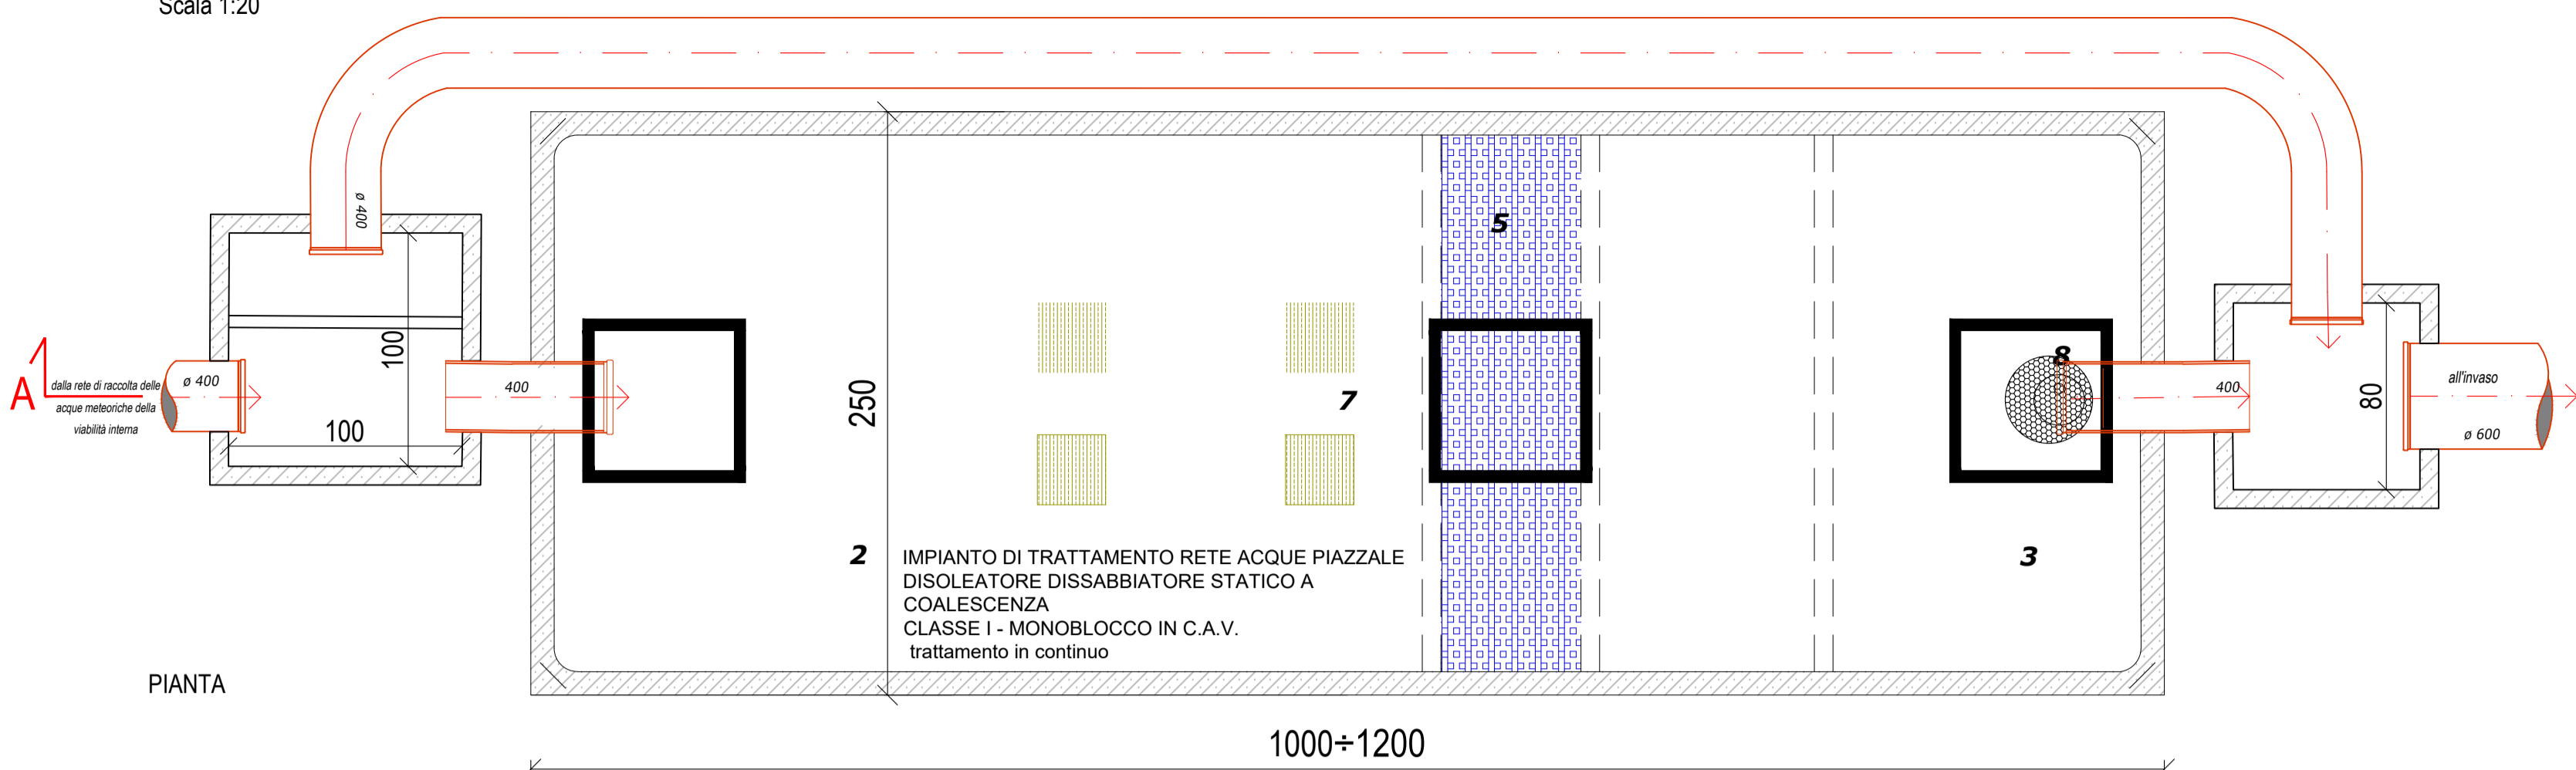 Scala 1:20
ø 400
5
A
dalla rete di raccolta delle
acque meteoriche della
viabilità interna
ø 400
100
100
400
250
7
8
400
80
all'invaso
ø 600
2
IMPIANTO DI TRATTAMENTO RETE ACQUE PIAZZALE
DISOLEATORE DISSABBIATORE STATICO A
COALESCENZA
CLASSE I - MONOBLOCCO IN C.A.V.
trattamento in continuo
3
PIANTA
1000÷1200